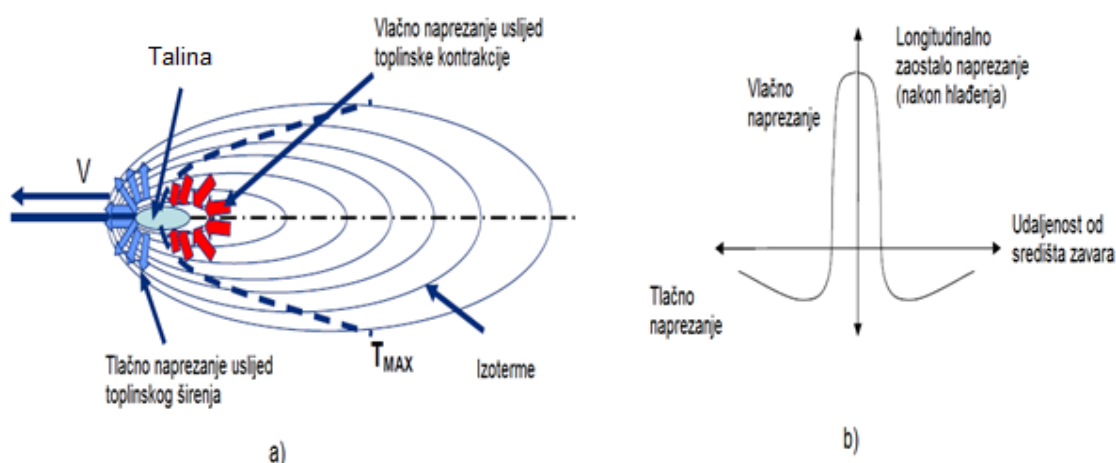 Vlačno naprezanje uslijed
toplinske kontrakcije
Talina
V
Tlačno naprezanje uslijed
toplinskog širenja
TMAX
Izoterme
a)
Longitudinalno
zaostalo naprezanje
(nakon hlađenja)
Vlačno
naprezanje
Udaljenost od
središta zavara
Tlačno
naprezanje
b)